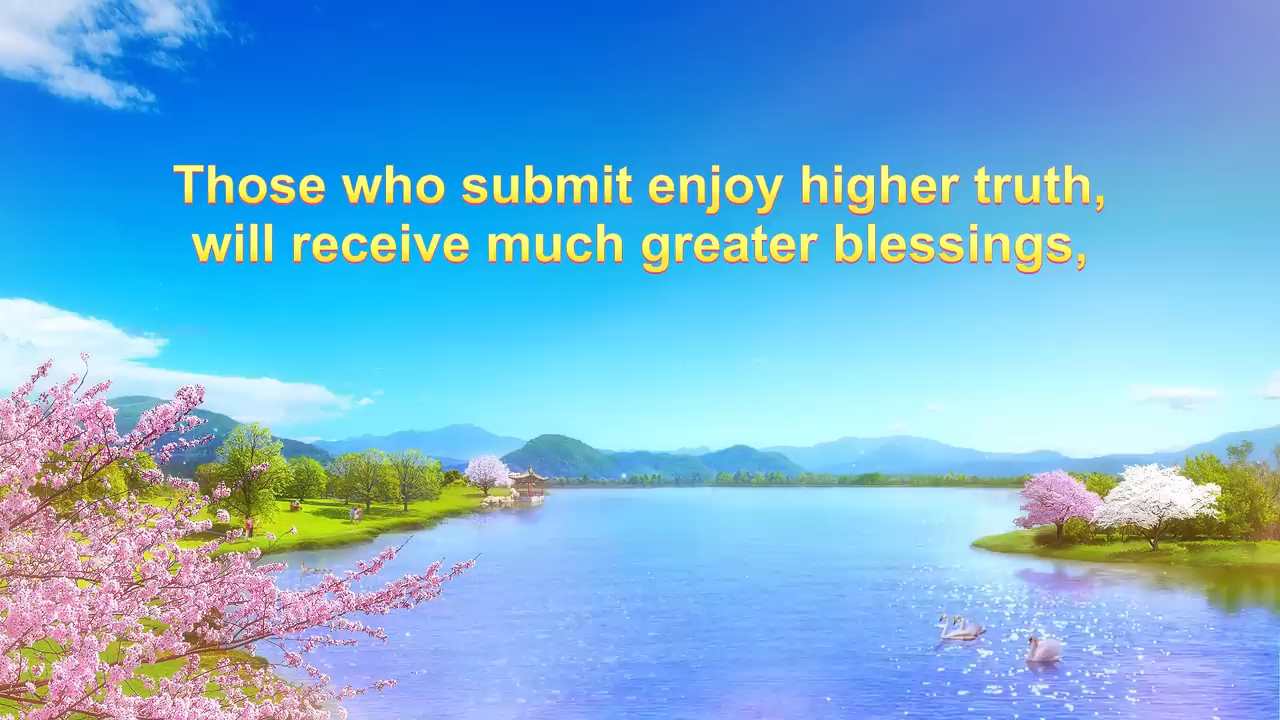 Those who submit enjoy higher truth,
will receive much greater blessings,